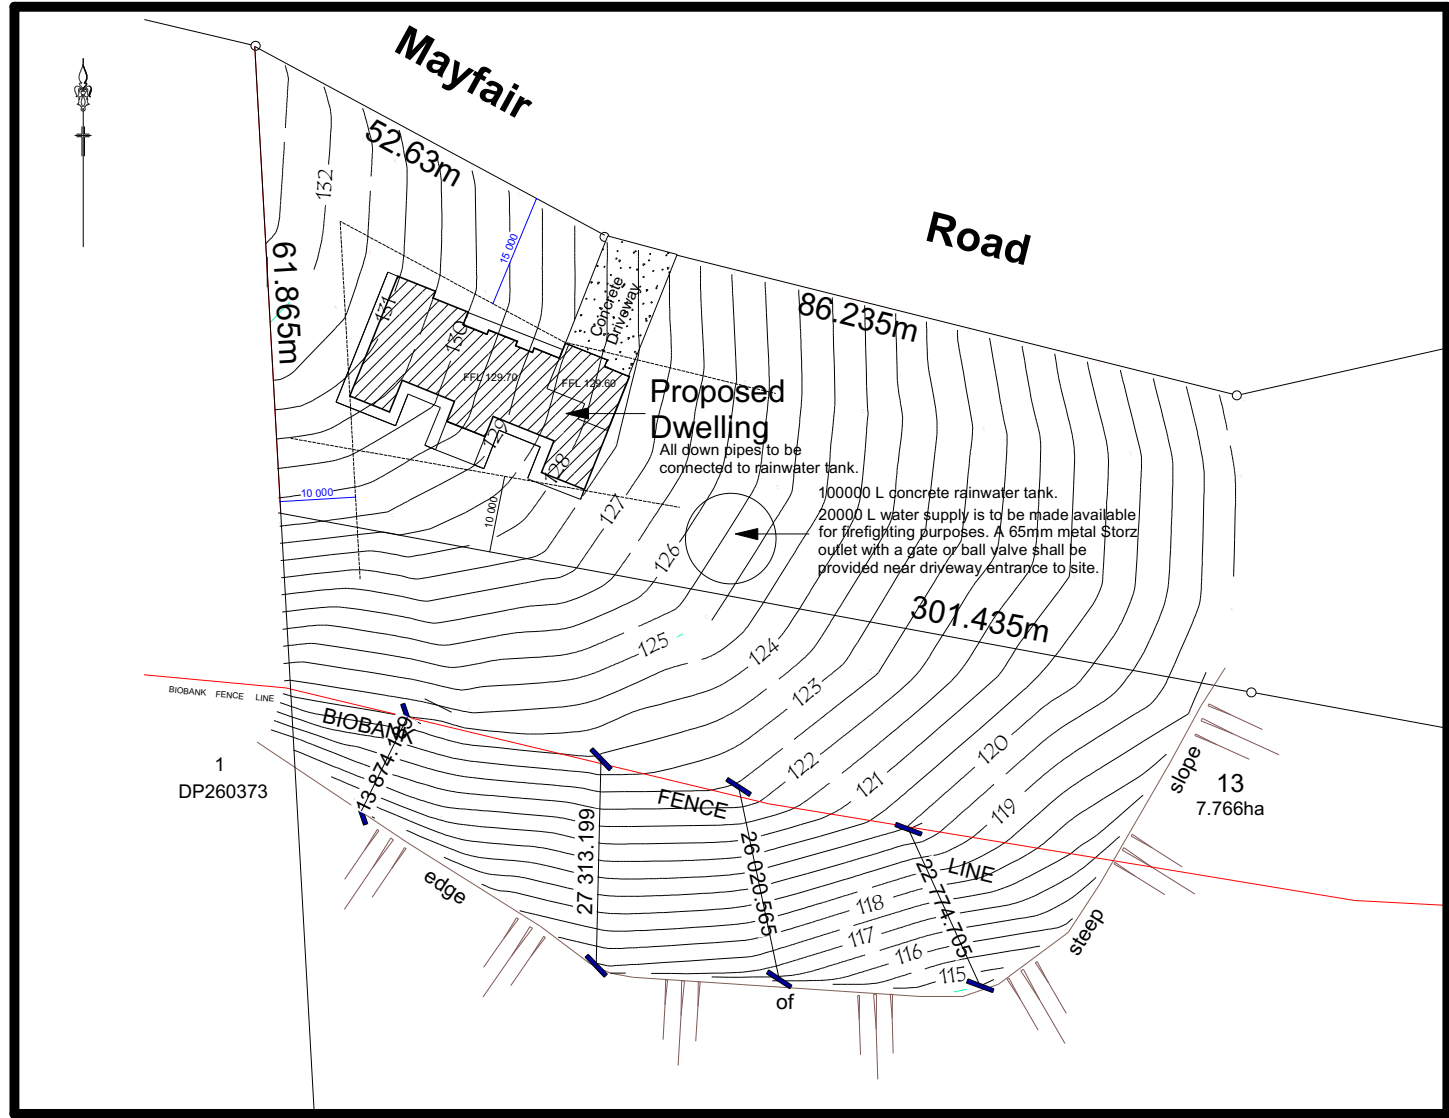 Mayfair
Road
52.63m
86.235m
61.865m
301.435m
132
131
130
129
128
127
126
125
124
123
122
121
120
119
118
117
116
115
15 000
10 000
10 000
Concrete
Driveway
FFL 129.70
FFL 129.60
Proposed
Dwelling
All down pipes to be
connected to rainwater tank.
100000 L concrete rainwater tank.
20000 L water supply is to be made available
for firefighting purposes. A 65mm metal Storz
outlet with a gate or ball valve shall be
provided near driveway entrance to site.
BIOBANK FENCE LINE
BIOBANK
FENCE
LINE
27 313.199
26 020.565
22 774.705
1
DP260373
13
7.766ha
edge
of
steep
slope